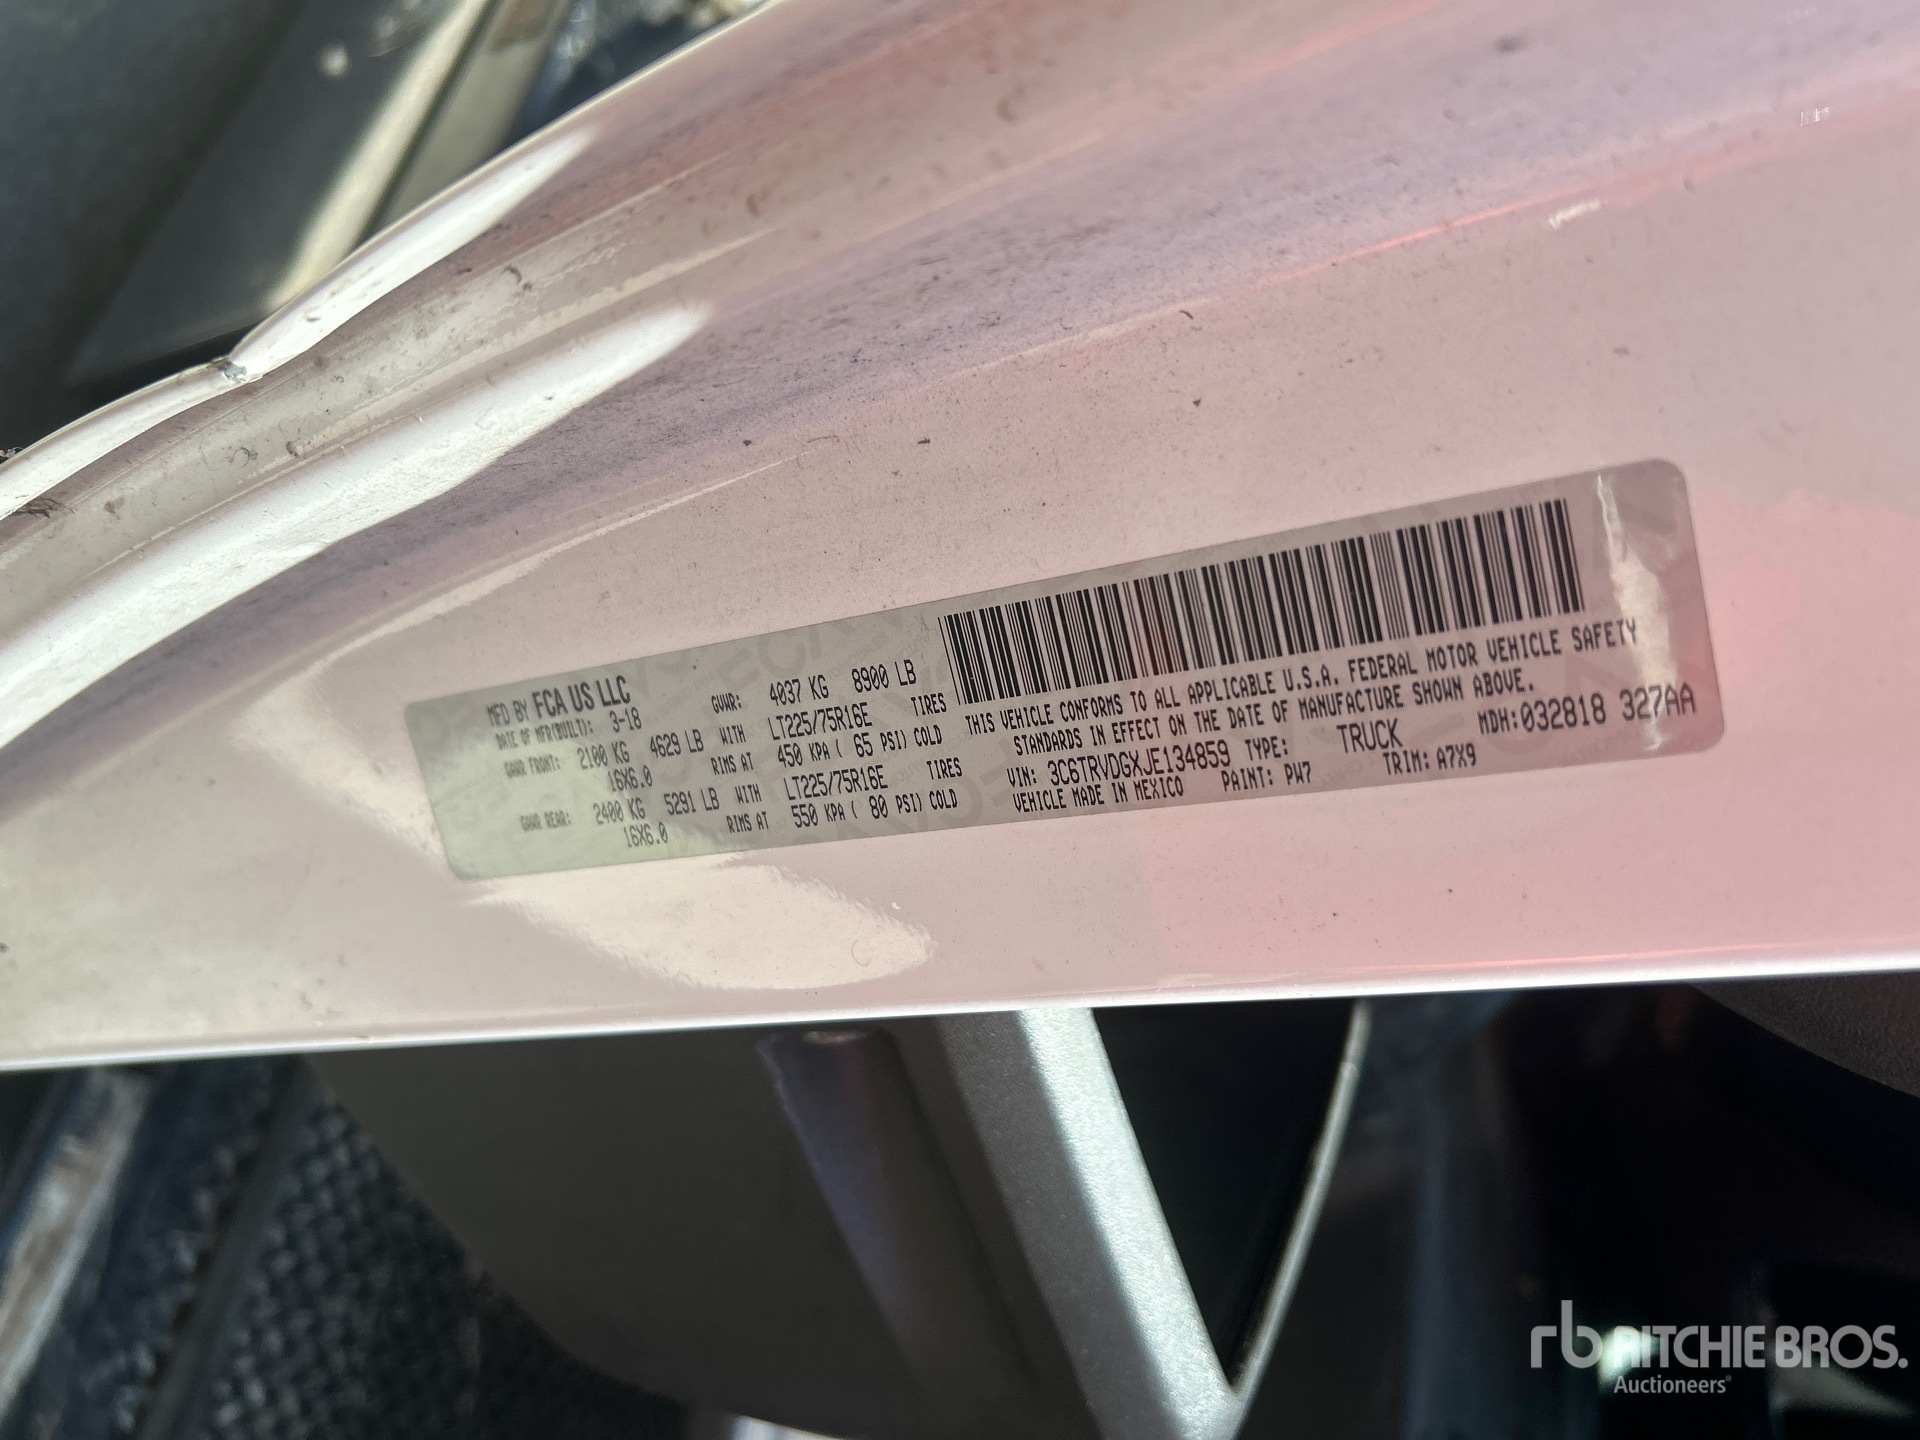 MFD BY FCA US LLC
DATE OF MFR(BUILT): 3-18 GVWR: 4037 KG 8900 LB
GAWR FRONT: 2100 KG 4629 LB WITH LT225/75R16E TIRES
16X6.0 RIMS AT 450 KPA ( 65 PSI) COLD
GAWR REAR: 2400 KG 5291 LB WITH LT225/75R16E TIRES
16X6.0 RIMS AT 550 KPA ( 80 PSI) COLD
THIS VEHICLE CONFORMS TO ALL APPLICABLE U.S.A. FEDERAL MOTOR VEHICLE SAFETY
STANDARDS IN EFFECT ON THE DATE OF MANUFACTURE SHOWN ABOVE.
MDH:032818 327AA
VIN: 3C6TRVDGXJE134859 TYPE: TRUCK
VEHICLE MADE IN MEXICO PAINT: PW7 TRIM: A7X9
rb RITCHIE BROS.
Auctioneers®